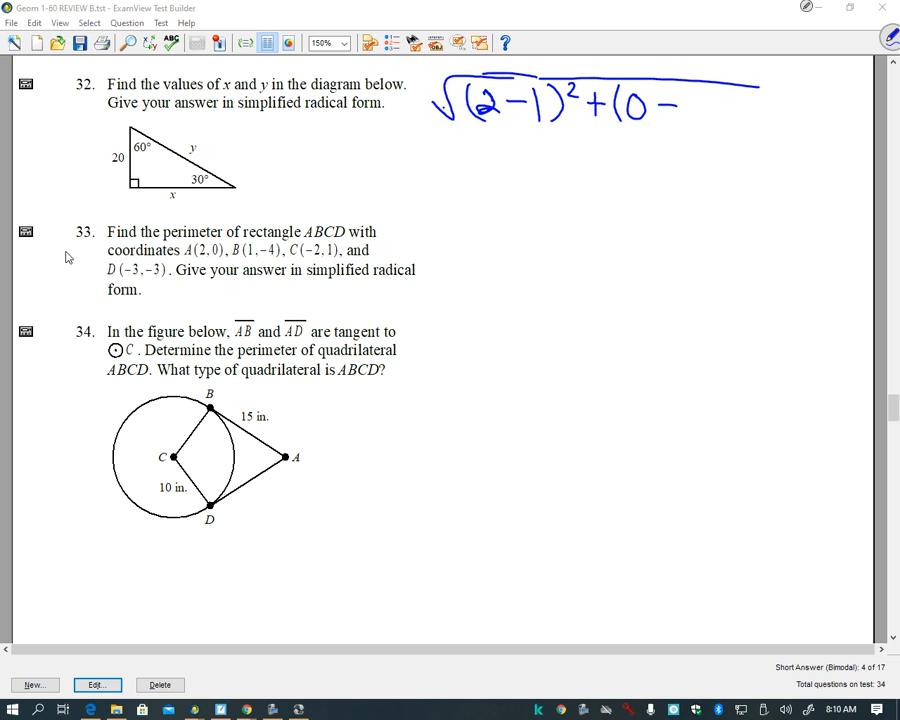 Geom 1-60 REVIEW B.tst - ExamView Test Builder
File Edit View Select Question Test Help
150%
32. Find the values of x and y in the diagram below.
Give your answer in simplified radical form.
60°
y
20
30°
x
√(2-1)²+(0-
33. Find the perimeter of rectangle ABCD with
coordinates A(2,0), B(1,-4), C(-2,1), and
D(-3,-3). Give your answer in simplified radical
form.
34. In the figure below, AB and AD are tangent to
⊙C. Determine the perimeter of quadrilateral
ABCD. What type of quadrilateral is ABCD?
B
15 in.
C
A
10 in.
D
Short Answer (Bimodal): 4 of 17
New... Edit... Delete
Total questions on test: 34
8:10 AM